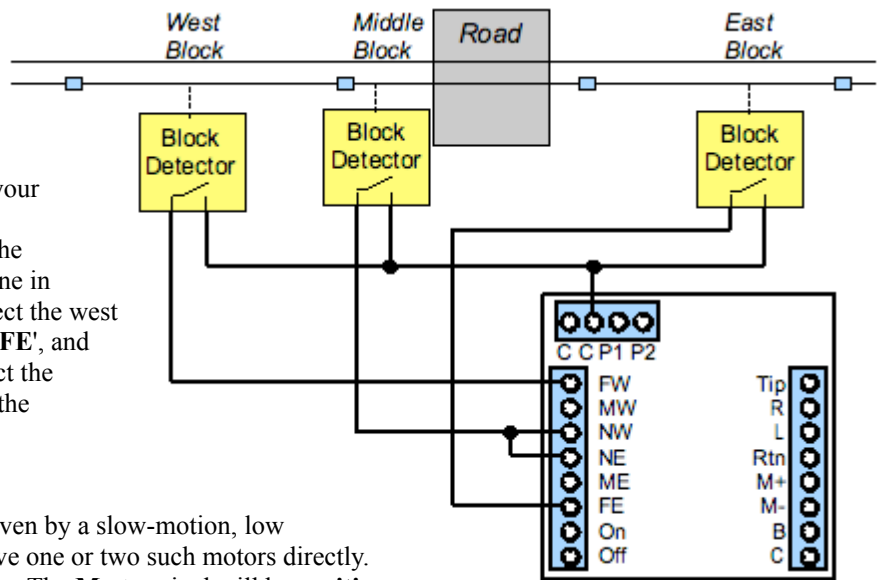 West
Block
Middle
Block
Road
East
Block
Block
Detector
Block
Detector
Block
Detector
your
he
ne in
ect the west
FE', and
ct the
the
C C P1 P2
FW
MW
NW
NE
ME
FE
On
Off
Tip
R
L
Rtn
M+
M-
B
C
ven by a slow-motion, low
ve one or two such motors directly.